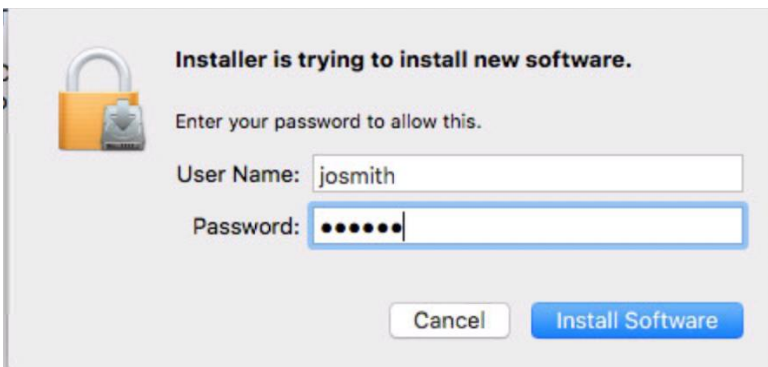 Installer is trying to install new software.
Enter your password to allow this.
User Name: josmith
Password: ••••••
Cancel Install Software